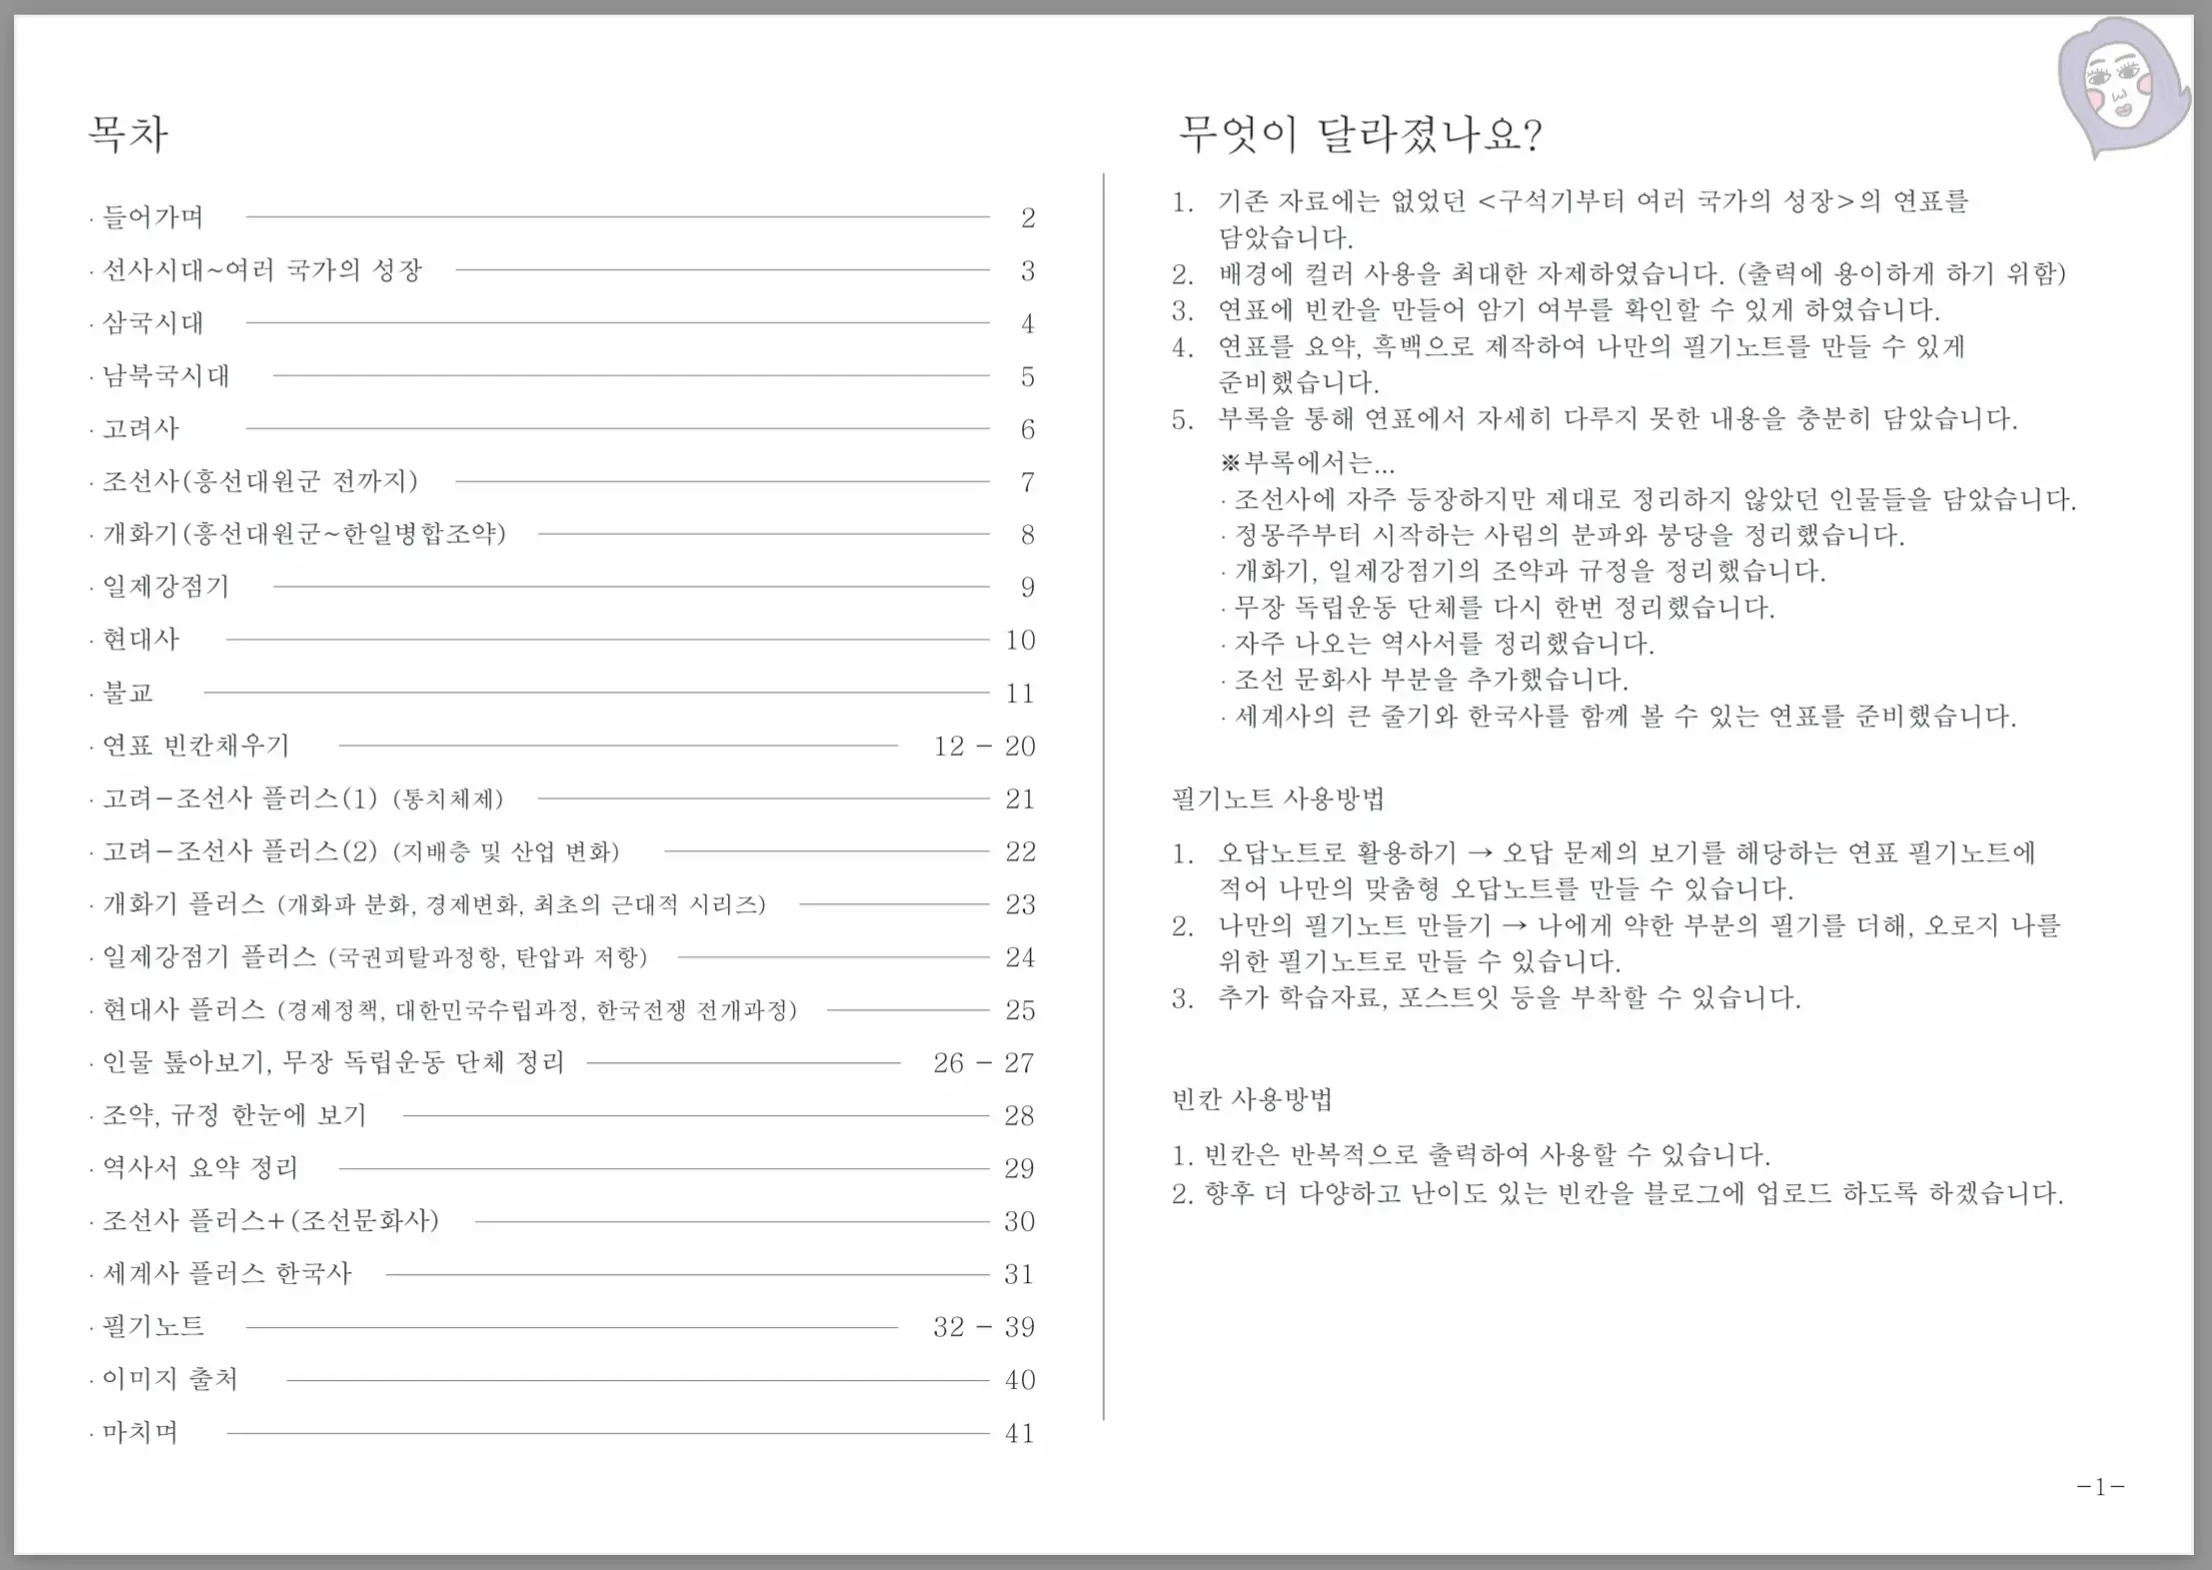 목차
· 들어가며 2
· 선사시대~여러 국가의 성장 3
· 삼국시대 4
· 남북국시대 5
· 고려사 6
· 조선사(흥선대원군 전까지) 7
· 개화기(흥선대원군~한일병합조약) 8
· 일제강점기 9
· 현대사 10
· 불교 11
· 연표 빈칸채우기 12 - 20
· 고려-조선사 플러스(1) (통치체제) 21
· 고려-조선사 플러스(2) (지배층 및 산업 변화) 22
· 개화기 플러스 (개화파 분화, 경제변화, 최초의 근대적 시리즈) 23
· 일제강점기 플러스 (국권피탈과정항, 탄압과 저항) 24
· 현대사 플러스 (경제정책, 대한민국수립과정, 한국전쟁 전개과정) 25
· 인물 톺아보기, 무장 독립운동 단체 정리 26 - 27
· 조약, 규정 한눈에 보기 28
· 역사서 요약 정리 29
· 조선사 플러스+(조선문화사) 30
· 세계사 플러스 한국사 31
· 필기노트 32 - 39
· 이미지 출처 40
· 마치며 41
무엇이 달라졌나요?
1. 기존 자료에는 없었던 <구석기부터 여러 국가의 성장>의 연표를
담았습니다.
2. 배경에 컬러 사용을 최대한 자제하였습니다. (출력에 용이하게 하기 위함)
3. 연표에 빈칸을 만들어 암기 여부를 확인할 수 있게 하였습니다.
4. 연표를 요약, 흑백으로 제작하여 나만의 필기노트를 만들 수 있게
준비했습니다.
5. 부록을 통해 연표에서 자세히 다루지 못한 내용을 충분히 담았습니다.
※부록에서는...
· 조선사에 자주 등장하지만 제대로 정리하지 않았던 인물들을 담았습니다.
· 정몽주부터 시작하는 사림의 분파와 붕당을 정리했습니다.
· 개화기, 일제강점기의 조약과 규정을 정리했습니다.
· 무장 독립운동 단체를 다시 한번 정리했습니다.
· 자주 나오는 역사서를 정리했습니다.
· 조선 문화사 부분을 추가했습니다.
· 세계사의 큰 줄기와 한국사를 함께 볼 수 있는 연표를 준비했습니다.
필기노트 사용방법
1. 오답노트로 활용하기 → 오답 문제의 보기를 해당하는 연표 필기노트에
적어 나만의 맞춤형 오답노트를 만들 수 있습니다.
2. 나만의 필기노트 만들기 → 나에게 약한 부분의 필기를 더해, 오로지 나를
위한 필기노트로 만들 수 있습니다.
3. 추가 학습자료, 포스트잇 등을 부착할 수 있습니다.
빈칸 사용방법
1. 빈칸은 반복적으로 출력하여 사용할 수 있습니다.
2. 향후 더 다양하고 난이도 있는 빈칸을 블로그에 업로드 하도록 하겠습니다.
-1-